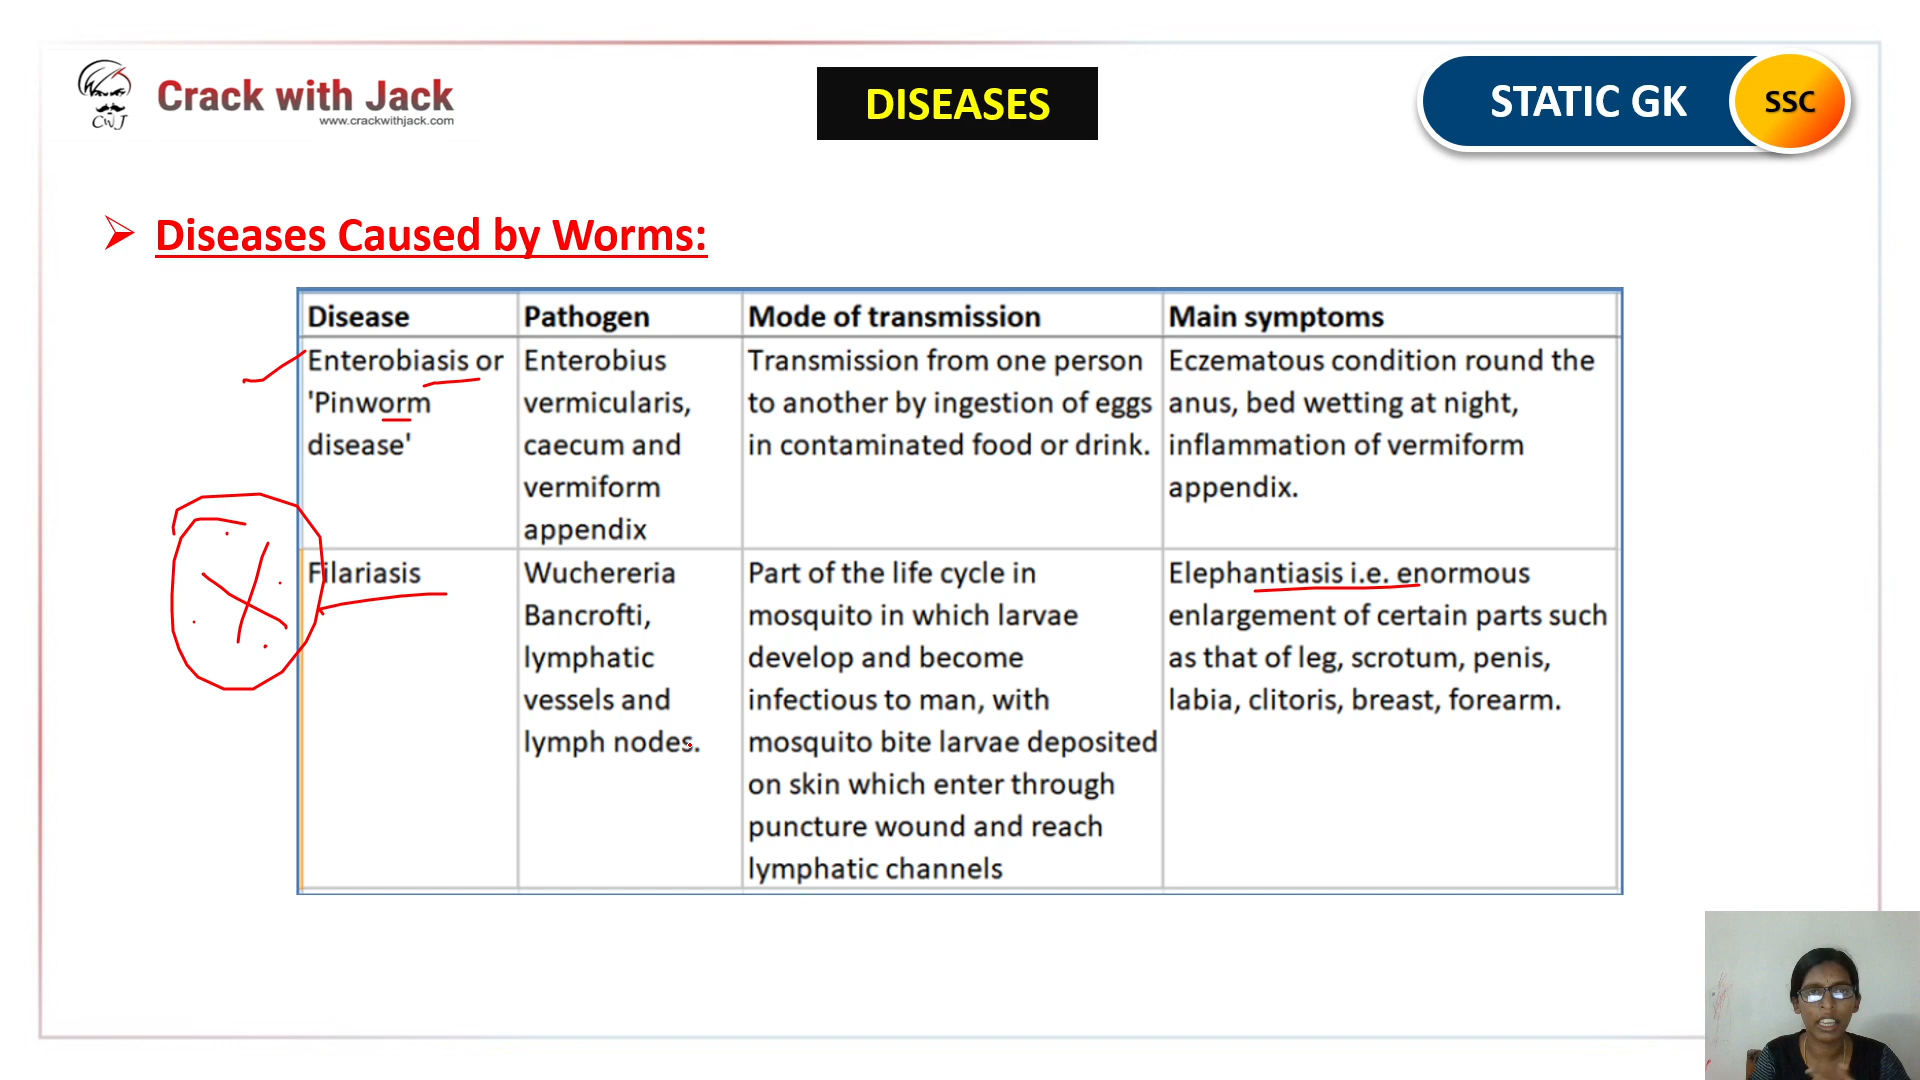 Crack with Jack
www.crackwithjack.com
CWJ
DISEASES
STATIC GK
SSC
Diseases Caused by Worms:
Disease
Pathogen
Mode of transmission
Main symptoms
Enterobiasis or
'Pinworm
disease'
Enterobius
vermicularis,
caecum and
vermiform
appendix
Transmission from one person
to another by ingestion of eggs
in contaminated food or drink.
Eczematous condition round the
anus, bed wetting at night,
inflammation of vermiform
appendix.
Filariasis
Wuchereria
Bancrofti,
lymphatic
vessels and
lymph nodes.
Part of the life cycle in
mosquito in which larvae
develop and become
infectious to man, with
mosquito bite larvae deposited
on skin which enter through
puncture wound and reach
lymphatic channels
Elephantiasis i.e. enormous
enlargement of certain parts such
as that of leg, scrotum, penis,
labia, clitoris, breast, forearm.